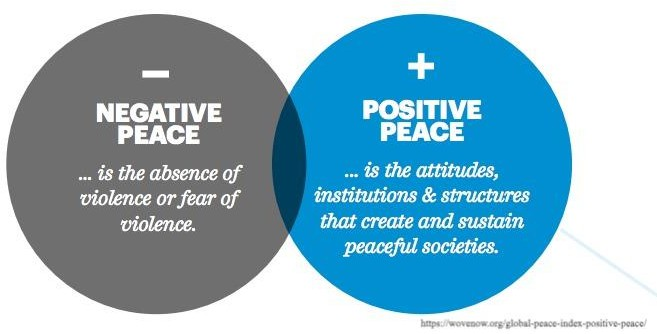 −
NEGATIVE
PEACE
... is the absence of
violence or fear of
violence.
+
POSITIVE
PEACE
... is the attitudes,
institutions & structures
that create and sustain
peaceful societies.
https://wovenow.org/global-peace-index-positive-peace/